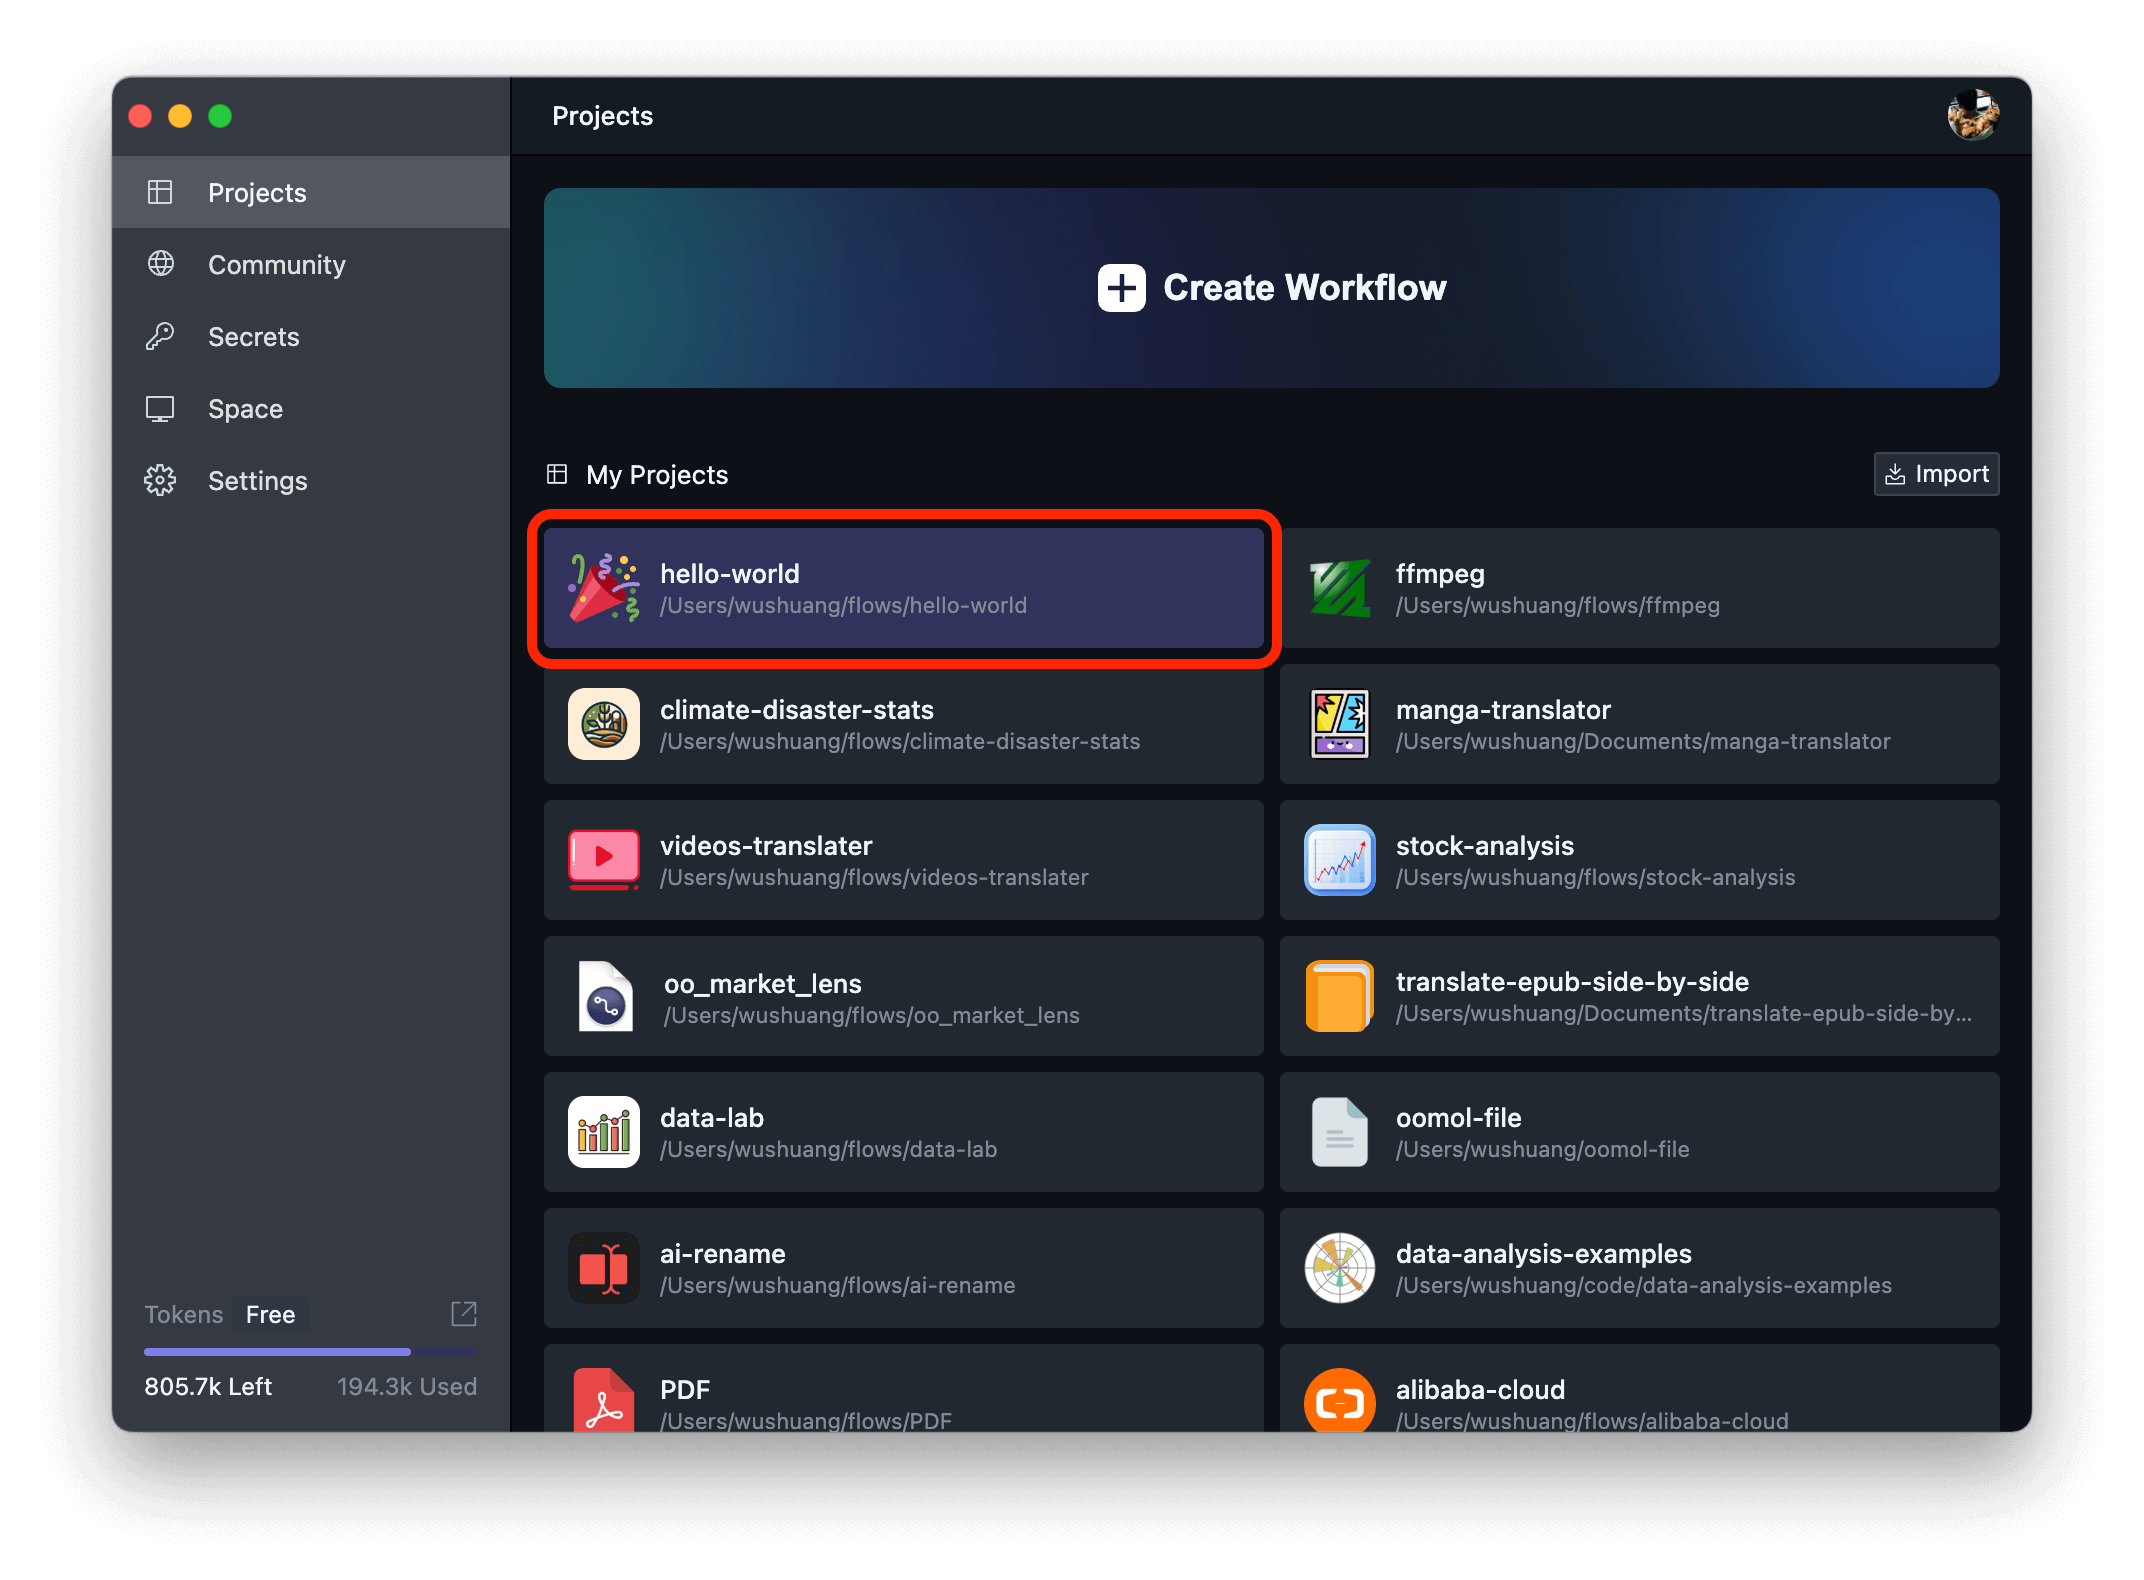 Projects
Projects
Community
Secrets
Space
Settings
Tokens Free
805.7k Left 194.3k Used
Create Workflow
My Projects
Import
hello-world
/Users/wushuang/flows/hello-world
ffmpeg
/Users/wushuang/flows/ffmpeg
climate-disaster-stats
/Users/wushuang/flows/climate-disaster-stats
manga-translator
/Users/wushuang/Documents/manga-translator
videos-translater
/Users/wushuang/flows/videos-translater
stock-analysis
/Users/wushuang/flows/stock-analysis
oo_market_lens
/Users/wushuang/flows/oo_market_lens
translate-epub-side-by-side
/Users/wushuang/Documents/translate-epub-side-by...
data-lab
/Users/wushuang/flows/data-lab
oomol-file
/Users/wushuang/oomol-file
ai-rename
/Users/wushuang/flows/ai-rename
data-analysis-examples
/Users/wushuang/code/data-analysis-examples
PDF
/Users/wushuang/flows/PDF
alibaba-cloud
/Users/wushuang/flows/alibaba-cloud